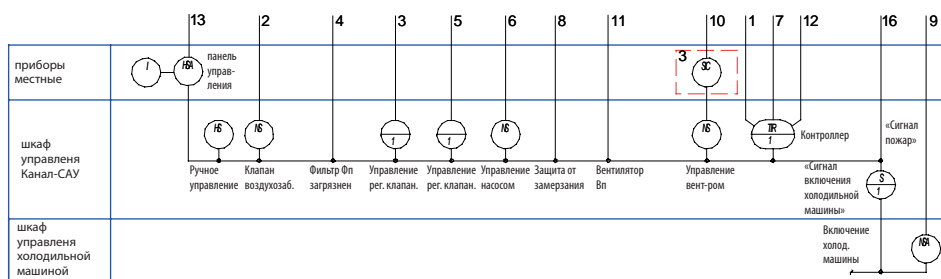 13 2 4 3 5 6 8 11 10 1 7 12 16 9
приборы
местные
I
HSA
панель
управ-
ления
3
SC
шкаф
управленя
Канал-САУ
HS
NS
1
1
NS
NS
TIR
1
Контроллер
«Сигнал
пожар»
Ручное
управление
Клапан
воздухозаб.
Фильтр Фп
загрязнен
Управление
рег. клапан.
Управление
рег. клапан.
Управление
насосом
Защита от
замерзания
Вентилятор
Вп
Управление
вент-ром
«Сигнал
включения
холодильной
машины»
S
1
шкаф
управленя
холодильной
машиной
Включение
холод.
машины
NSA